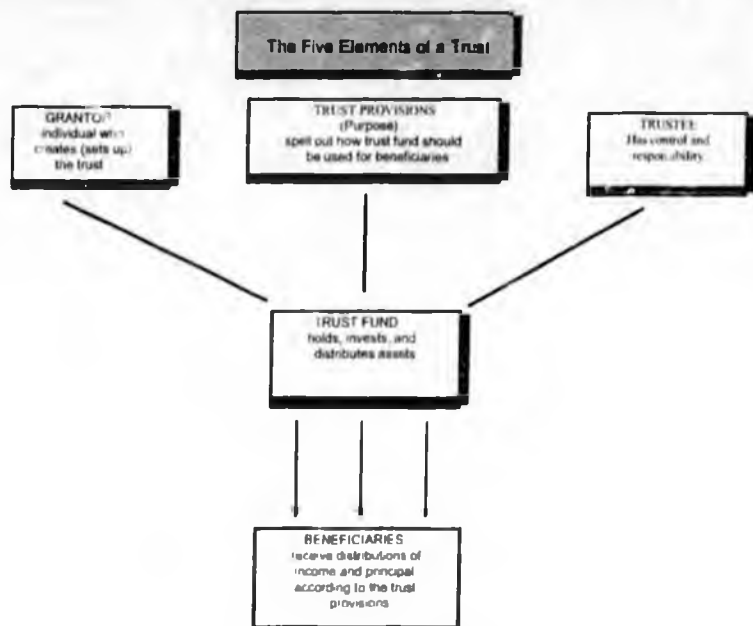 The Five Elements of a Trust
GRANTOR
individual who
creates (sets up)
the trust
TRUST PROVISIONS
(Purpose)
spell out how trust fund should
be used for beneficiaries
TRUSTEE
Has control and
responsibility
TRUST FUND
holds, invests, and
distributes assets
BENEFICIARIES
receive distributions of
income and principal
according to the trust
provisions